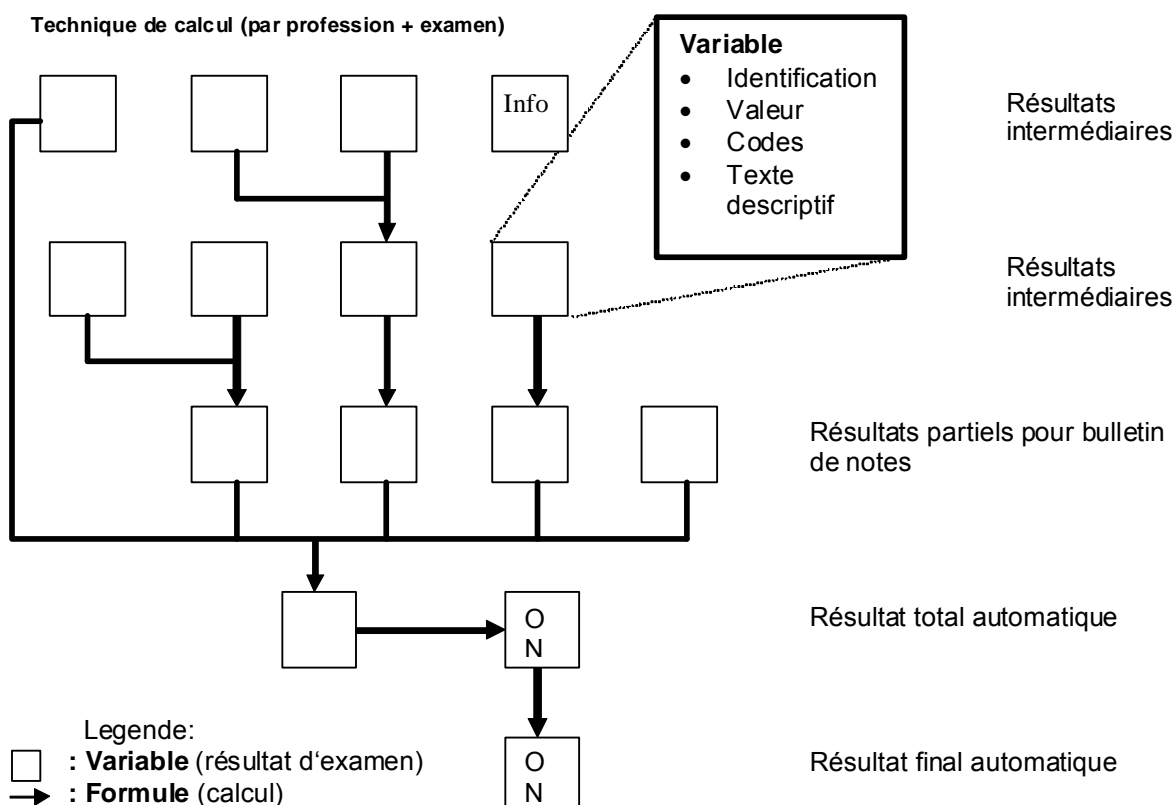 Technique de calcul (par profession + examen)
Variable
• Identification
• Valeur
• Codes
• Texte
descriptif
Info
Résultats
intermédiaires
Résultats
intermédiaires
Résultats partiels pour bulletin
de notes
O
N
Résultat total automatique
Legende:
: Variable (résultat d‘examen)
: Formule (calcul)
O
N
Résultat final automatique